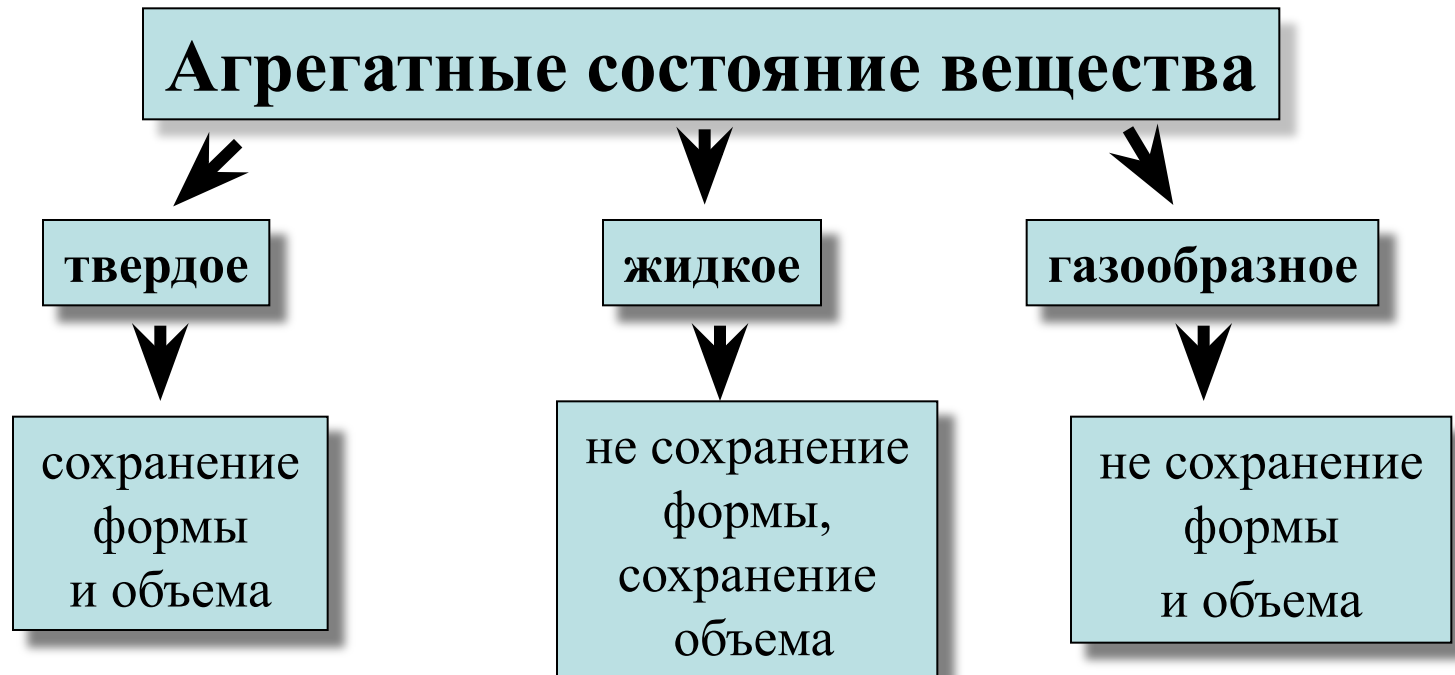 Агрегатные состояние вещества
твердое
жидкое
газообразное
сохранение
формы
и объема
не сохранение
формы,
сохранение
объема
не сохранение
формы
и объема